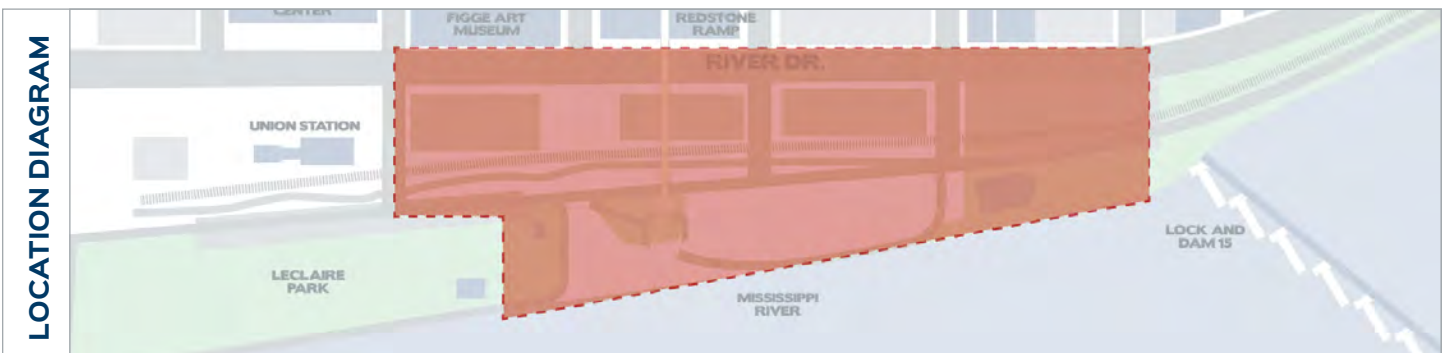 LOCATION DIAGRAM
CENTER
FIGGE ART
MUSEUM
REDSTONE
RAMP
RIVER DR.
UNION STATION
LECLAIRE
PARK
MISSISSIPPI
RIVER
LOCK AND
DAM 15